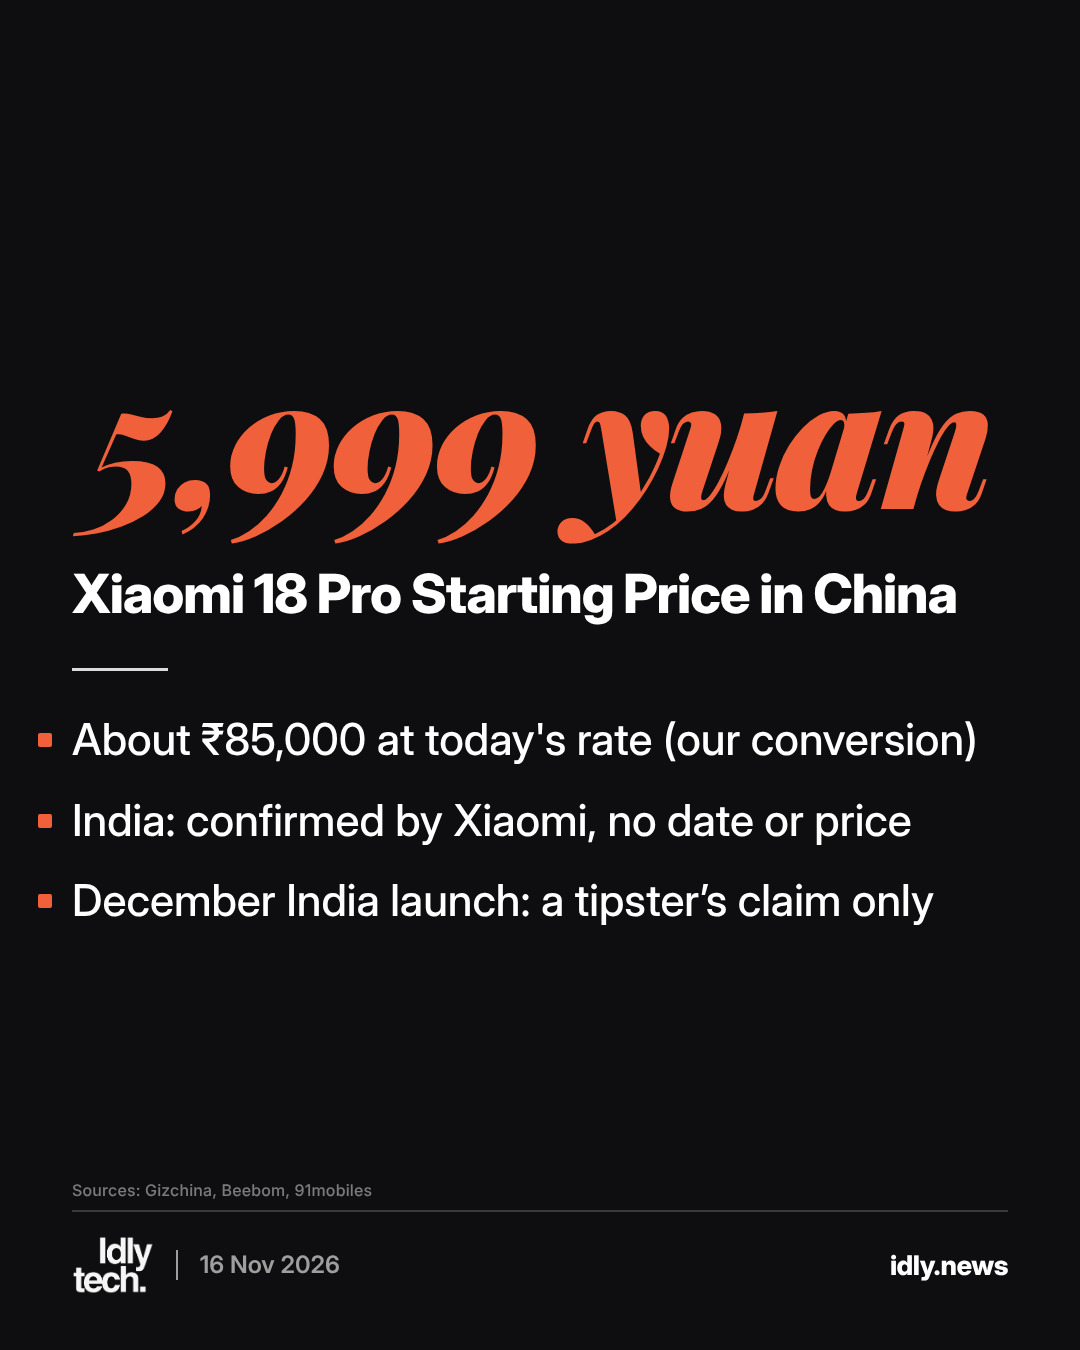 5,999 yuan
Xiaomi 18 Pro Starting Price in China
About ₹85,000 at today's rate (our conversion)
India: confirmed by Xiaomi, no date or price
December India launch: a tipster’s claim only
Sources: Gizchina, Beebom, 91mobiles
Idly
tech.
16 Nov 2026
idly.news